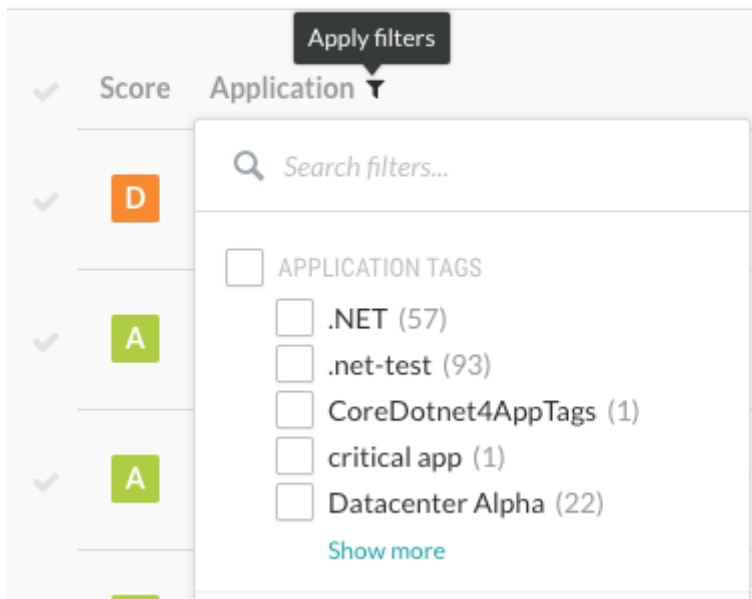 Apply filters
Score Application
Search filters...
D
APPLICATION TAGS
.NET (57)
.net-test (93)
A
CoreDotnet4AppTags (1)
critical app (1)
A
Datacenter Alpha (22)
Show more